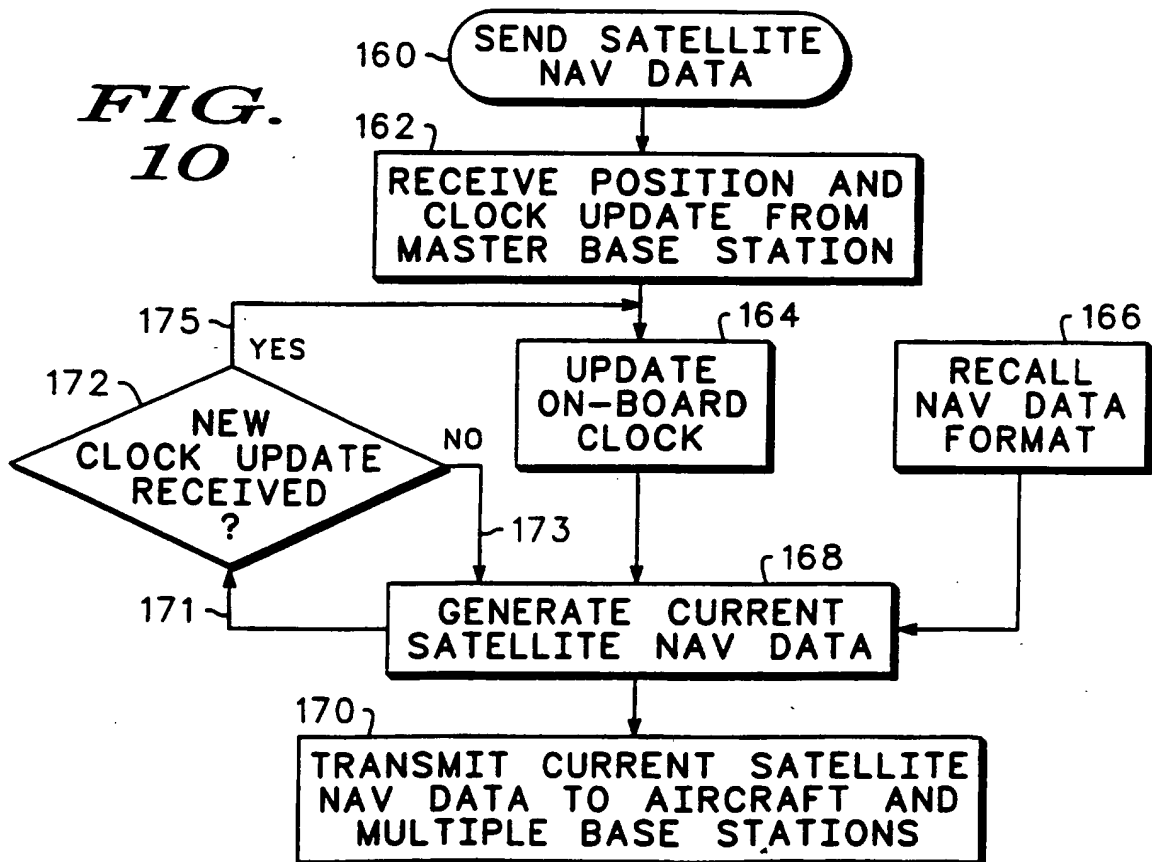 FIG.
10
160
SEND SATELLITE
NAV DATA
162
RECEIVE POSITION AND
CLOCK UPDATE FROM
MASTER BASE STATION
175
YES
164
UPDATE
ON-BOARD
CLOCK
166
RECALL
NAV DATA
FORMAT
172
NEW
CLOCK UPDATE
RECEIVED
?
NO
173
171
168
GENERATE CURRENT
SATELLITE NAV DATA
170
TRANSMIT CURRENT SATELLITE
NAV DATA TO AIRCRAFT AND
MULTIPLE BASE STATIONS